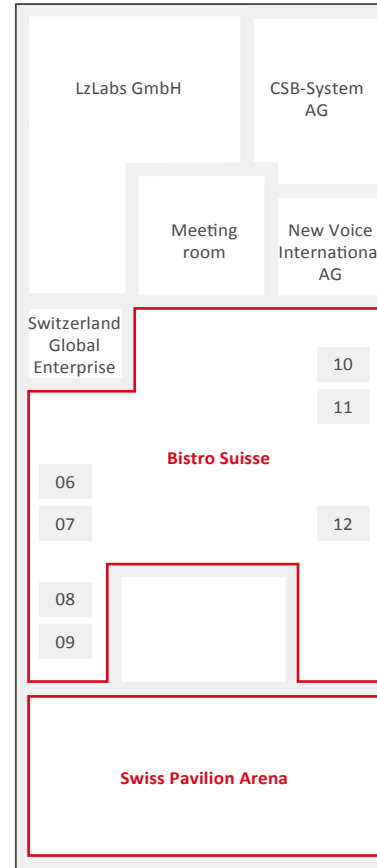 LzLabs GmbH
CSB-System
AG
Meeting
room
New Voice
Internationa
AG
Switzerland
Global
Enterprise
10
11
Bistro Suisse
06
07
12
08
09
Swiss Pavilion Arena